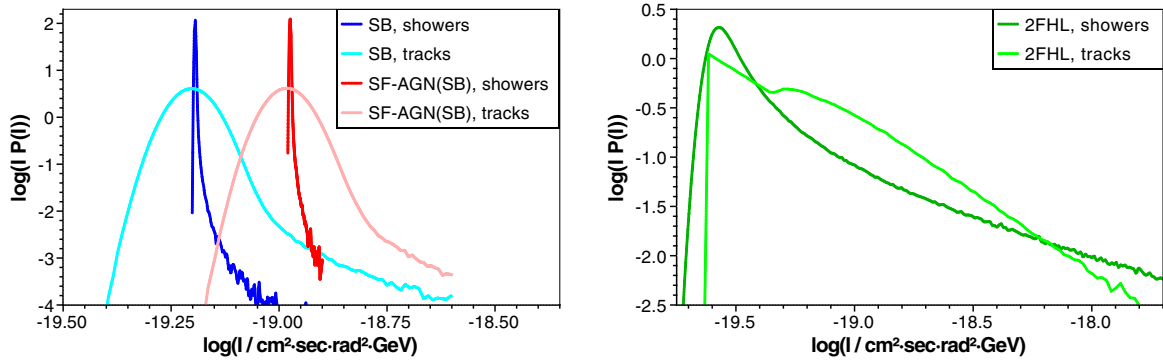 SB, showers
SB, tracks
SF-AGN(SB), showers
SF-AGN(SB), tracks
log(I P(I))
2
1
0
-1
-2
-3
-4
-19.50
-19.25
-19.00
-18.75
-18.50
log(I / cm²·sec·rad²·GeV)
2FHL, showers
2FHL, tracks
log(I P(I))
0.5
0.0
-0.5
-1.0
-1.5
-2.0
-2.5
-19.5
-19.0
-18.5
-18.0
log(I / cm²·sec·rad²·GeV)